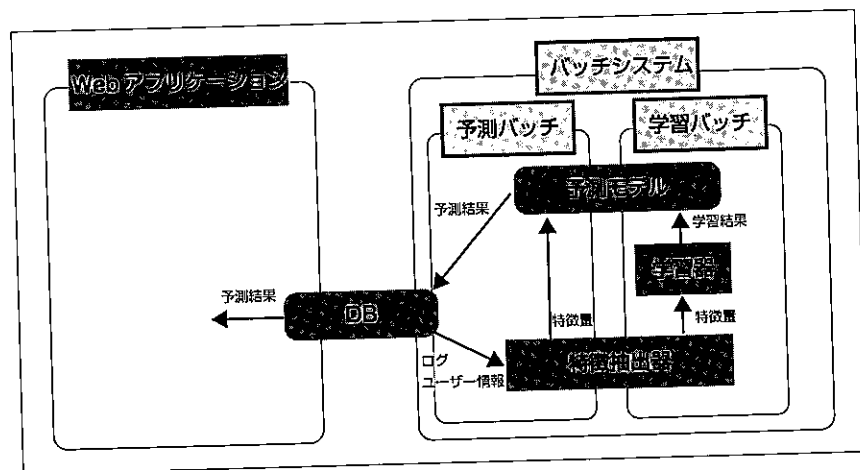 Webアプリケーション
バッチシステム
予測バッチ
学習バッチ
予測モデル
予測結果
学習結果
学習器
予測結果
DB
特徴量
特徴量
ログ
ユーザー情報
特徴抽出器